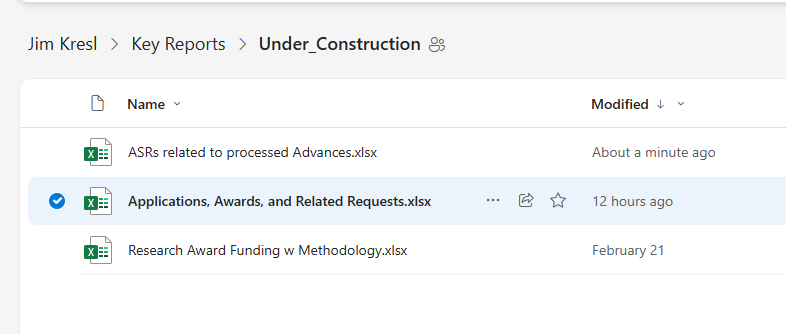 Jim Kresl > Key Reports > Under_Construction
Name Modified
ASRs related to processed Advances.xlsx About a minute ago
Applications, Awards, and Related Requests.xlsx ... 12 hours ago
Research Award Funding w Methodology.xlsx February 21